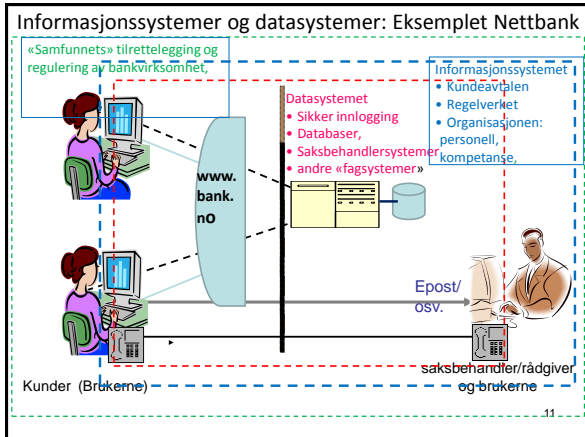 Informasjonssystemer og datasystemer: Eksemplet Nettbank
«Samfunnets» tilrettelegging og
regulering av bankvirksomhet,
Informasjonssystemet
• Kundeavtalen
• Regelverket
• Organisasjonen:
personell,
kompetanse,
Datasystemet
• Sikker innlogging
• Databaser,
• Saksbehandlersystemer
• andre «fagsystemer»
www.
bank.
no
Epost/
osv.
Kunder (Brukerne)
saksbehandler/rådgiver
og brukerne
11